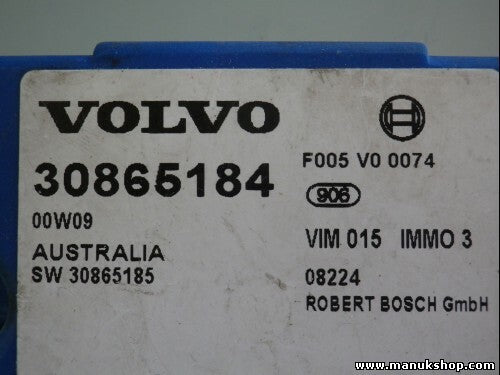 VOLVO
30865184
00W09
AUSTRALIA
SW 30865185
F005 V0 0074
906
VIM 015 IMMO 3
08224
ROBERT BOSCH GmbH
www.manukshop.com